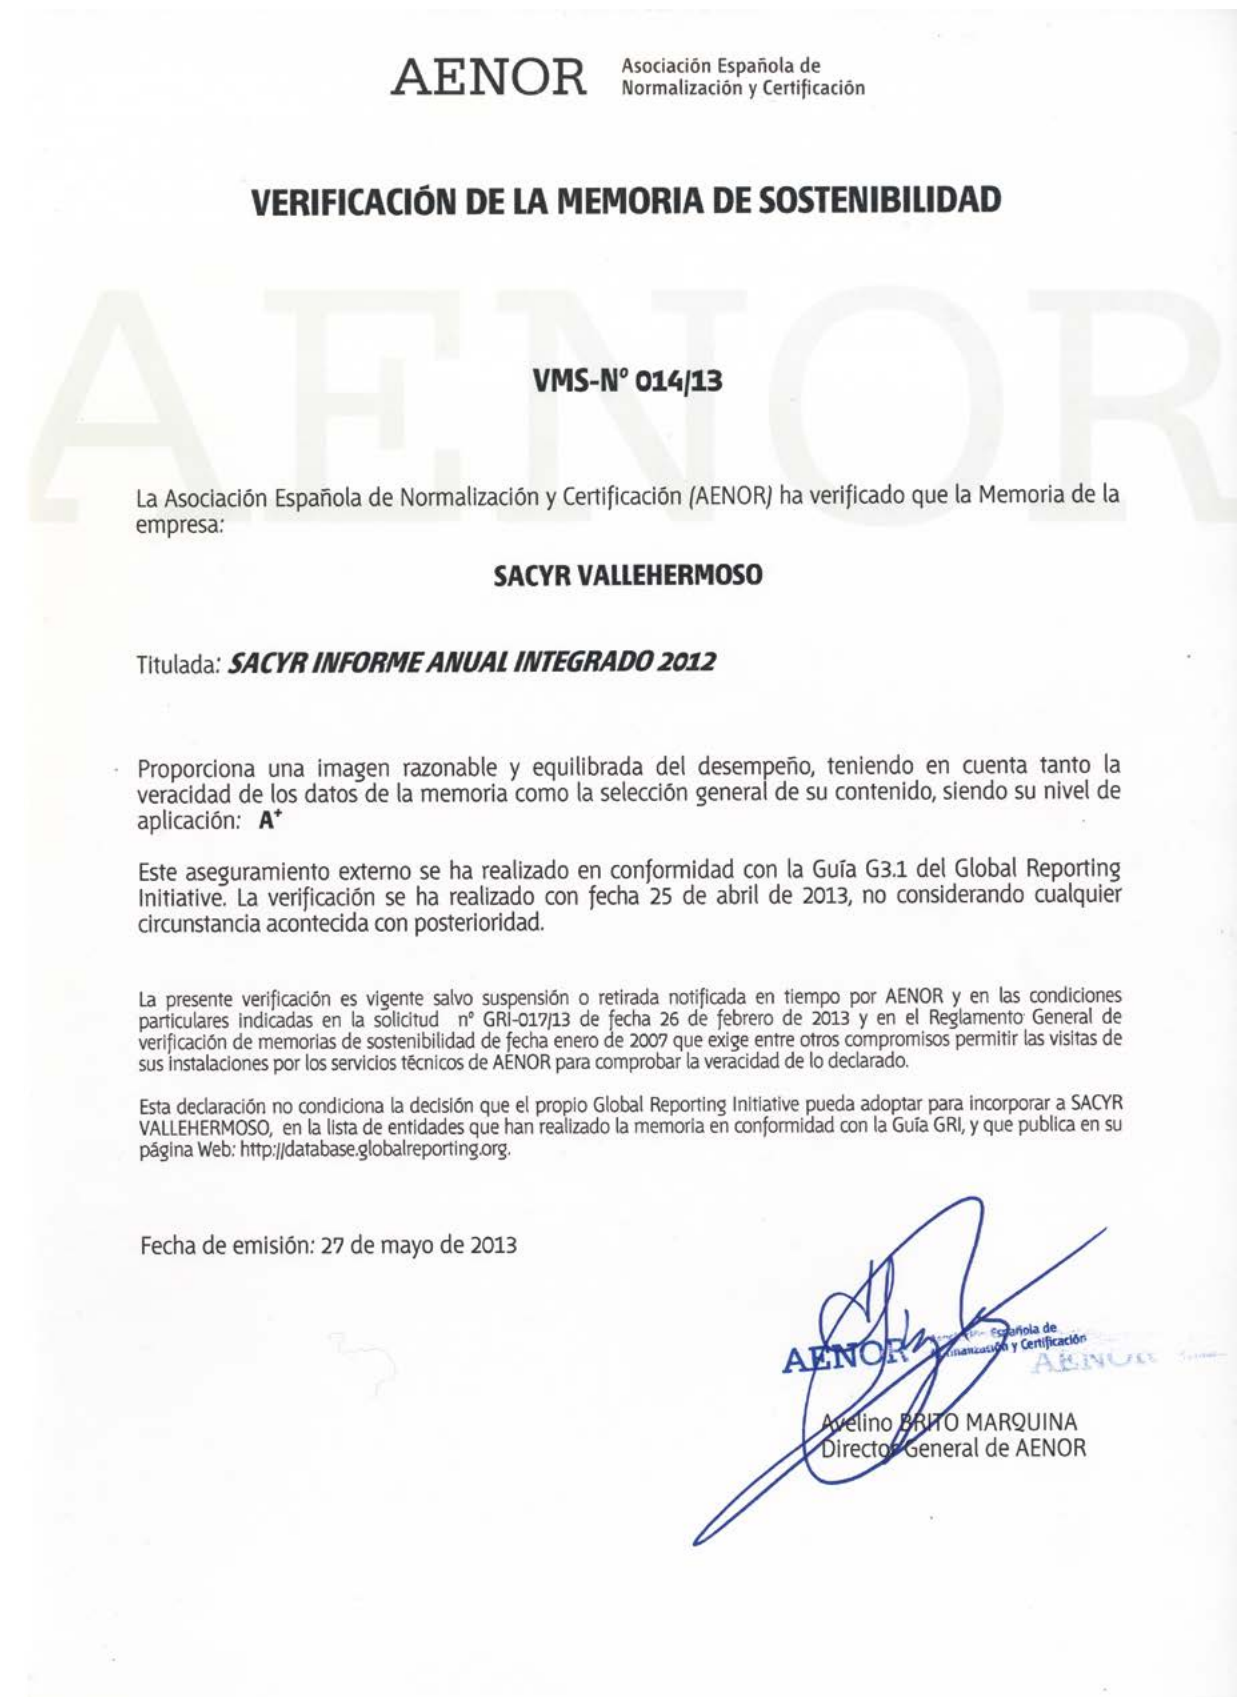 AENOR
Asociación Española de
Normalización y Certificación
VERIFICACIÓN DE LA MEMORIA DE SOSTENIBILIDAD
AENOR
VMS-Nº 014/13
La Asociación Española de Normalización y Certificación (AENOR) ha verificado que la Memoria de la
empresa:
SACYR VALLEHERMOSO
Titulada: SACYR INFORME ANUAL INTEGRADO 2012
Proporciona una imagen razonable y equilibrada del desempeño, teniendo en cuenta tanto la
veracidad de los datos de la memoria como la selección general de su contenido, siendo su nivel de
aplicación: A+
Este aseguramiento externo se ha realizado en conformidad con la Guía G3.1 del Global Reporting
Initiative. La verificación se ha realizado con fecha 25 de abril de 2013, no considerando cualquier
circunstancia acontecida con posterioridad.
La presente verificación es vigente salvo suspensión o retirada notificada en tiempo por AENOR y en las condiciones
particulares indicadas en la solicitud nº GRI-017/13 de fecha 26 de febrero de 2013 y en el Reglamento General de
verificación de memorias de sostenibilidad de fecha enero de 2007 que exige entre otros compromisos permitir las visitas de
sus instalaciones por los servicios técnicos de AENOR para comprobar la veracidad de lo declarado.
Esta declaración no condiciona la decisión que el propio Global Reporting Initiative pueda adoptar para incorporar a SACYR
VALLEHERMOSO, en la lista de entidades que han realizado la memoria en conformidad con la Guía GRI, y que publica en su
página Web: http://database.globalreporting.org.
Fecha de emisión: 27 de mayo de 2013
AENOR
Española de
y Certificación
AENOR
Avelino BRITO MARQUINA
Director General de AENOR